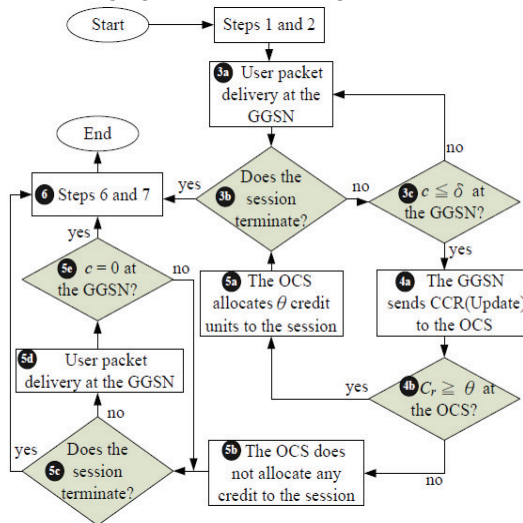 Start
Steps 1 and 2
3a User packet
delivery at the
GGSN
End
no
6 Steps 6 and 7
yes
Does the
3b session
terminate?
no
3c c ≦ δ at
the GGSN?
yes
yes
5e c = 0 at
the GGSN?
no
5a The OCS
allocates θ credit
units to the session
4a The GGSN
sends CCR(Update)
to the OCS
5d User packet
delivery at the GGSN
yes
4b Cr ≧ θ at
the OCS?
no
yes
no
Does the
5c session
terminate?
5b The OCS does
not allocate any
credit to the session